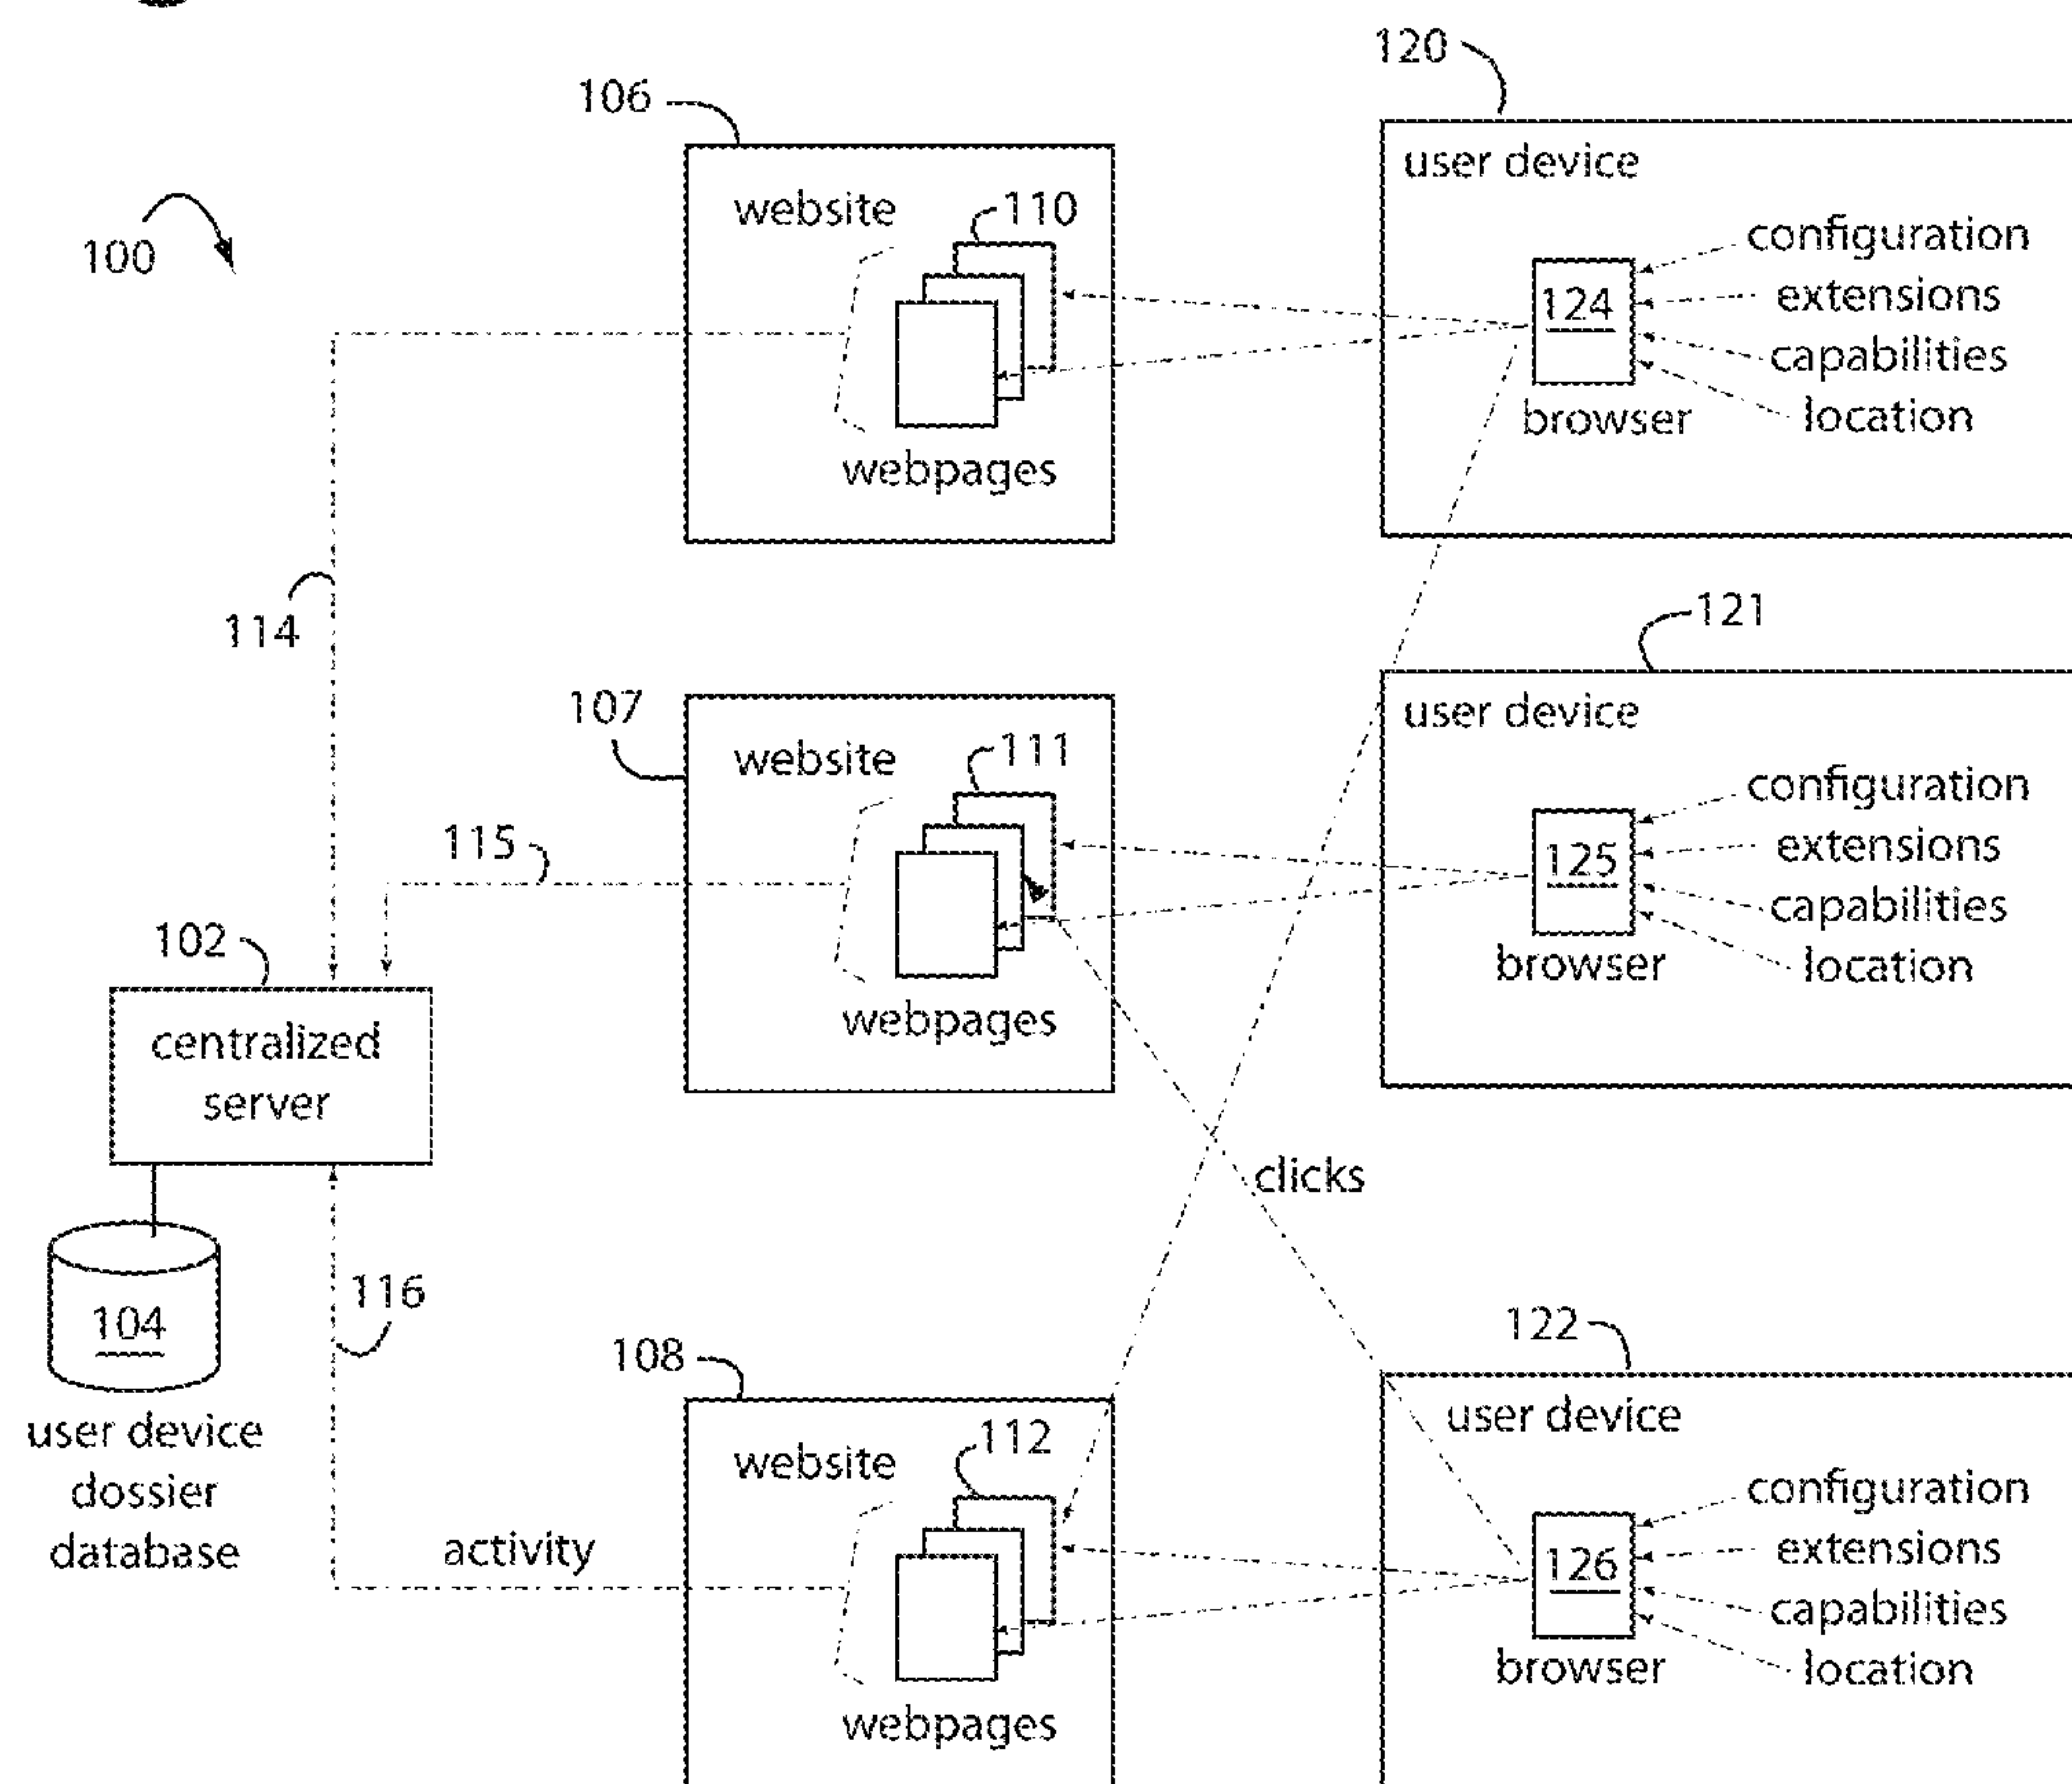 120
106
user device
website
110
configuration
100
124
extensions
capabilities
browser
location
webpages
114
121
107
user device
website
111
configuration
115
125
extensions
capabilities
102
browser
location
webpages
centralized
server
clicks
116
104
122
108
user device
user device
website
112
dossier
configuration
database
activity
126
extensions
capabilities
browser
location
webpages